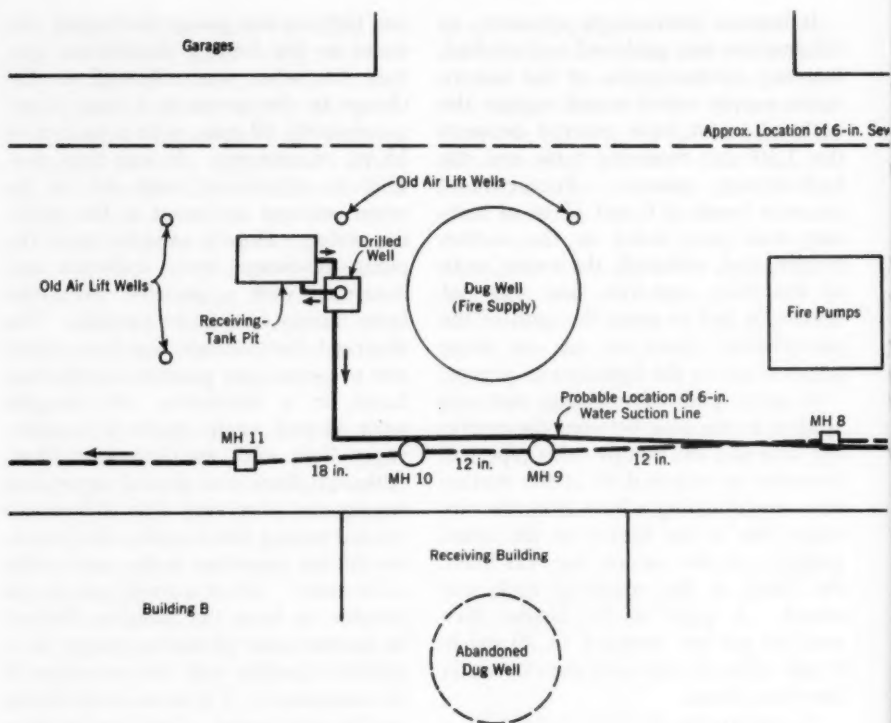 Garages
Approx. Location of 6-in. Sew
Old Air Lift Wells
Drilled
Well
Old Air Lift Wells
Dug Well
(Fire Supply)
Receiving-
Tank Pit
Fire Pumps
Probable Location of 6-in.
Water Suction Line
MH 8
MH 11
18 in.
MH 10
12 in.
MH 9
12 in.
Receiving Building
Building B
Abandoned
Dug Well